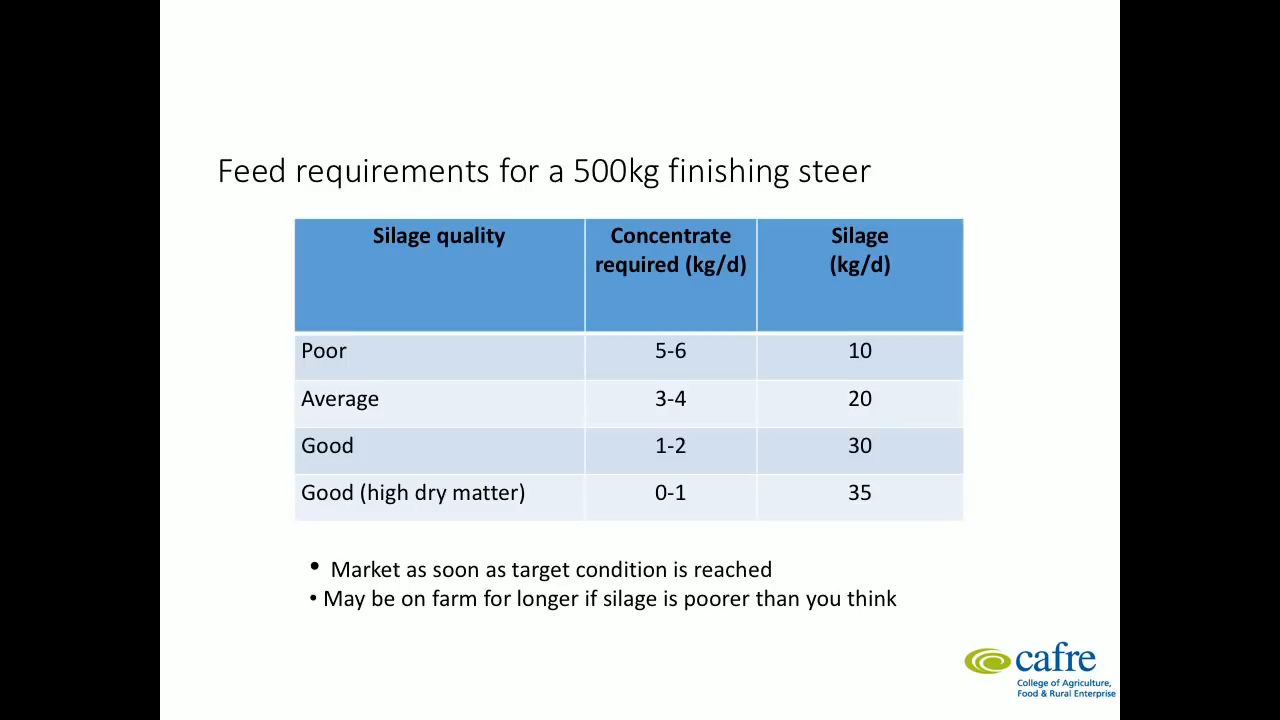 Feed requirements for a 500kg finishing steer
Silage quality
Concentrate required (kg/d)
Silage (kg/d)
Poor 5-6 10
Average 3-4 20
Good 1-2 30
Good (high dry matter) 0-1 35
• Market as soon as target condition is reached
• May be on farm for longer if silage is poorer than you think
cafre
College of Agriculture,
Food & Rural Enterprise